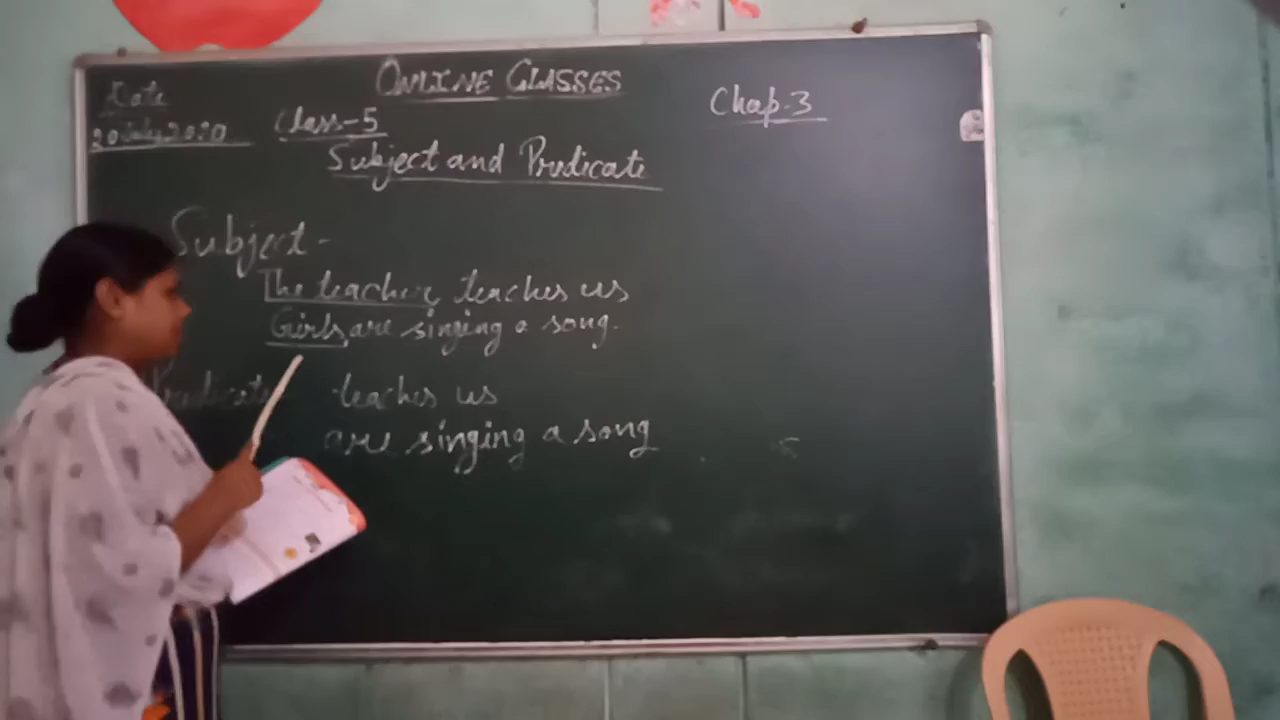 ONLINE CLASSES
Date
Chap-3
20 July 2020
Class-5
Subject and Predicate
Subject-
The teacher teaches us
Girls are singing a song.
Predicate teaches us
are singing a song